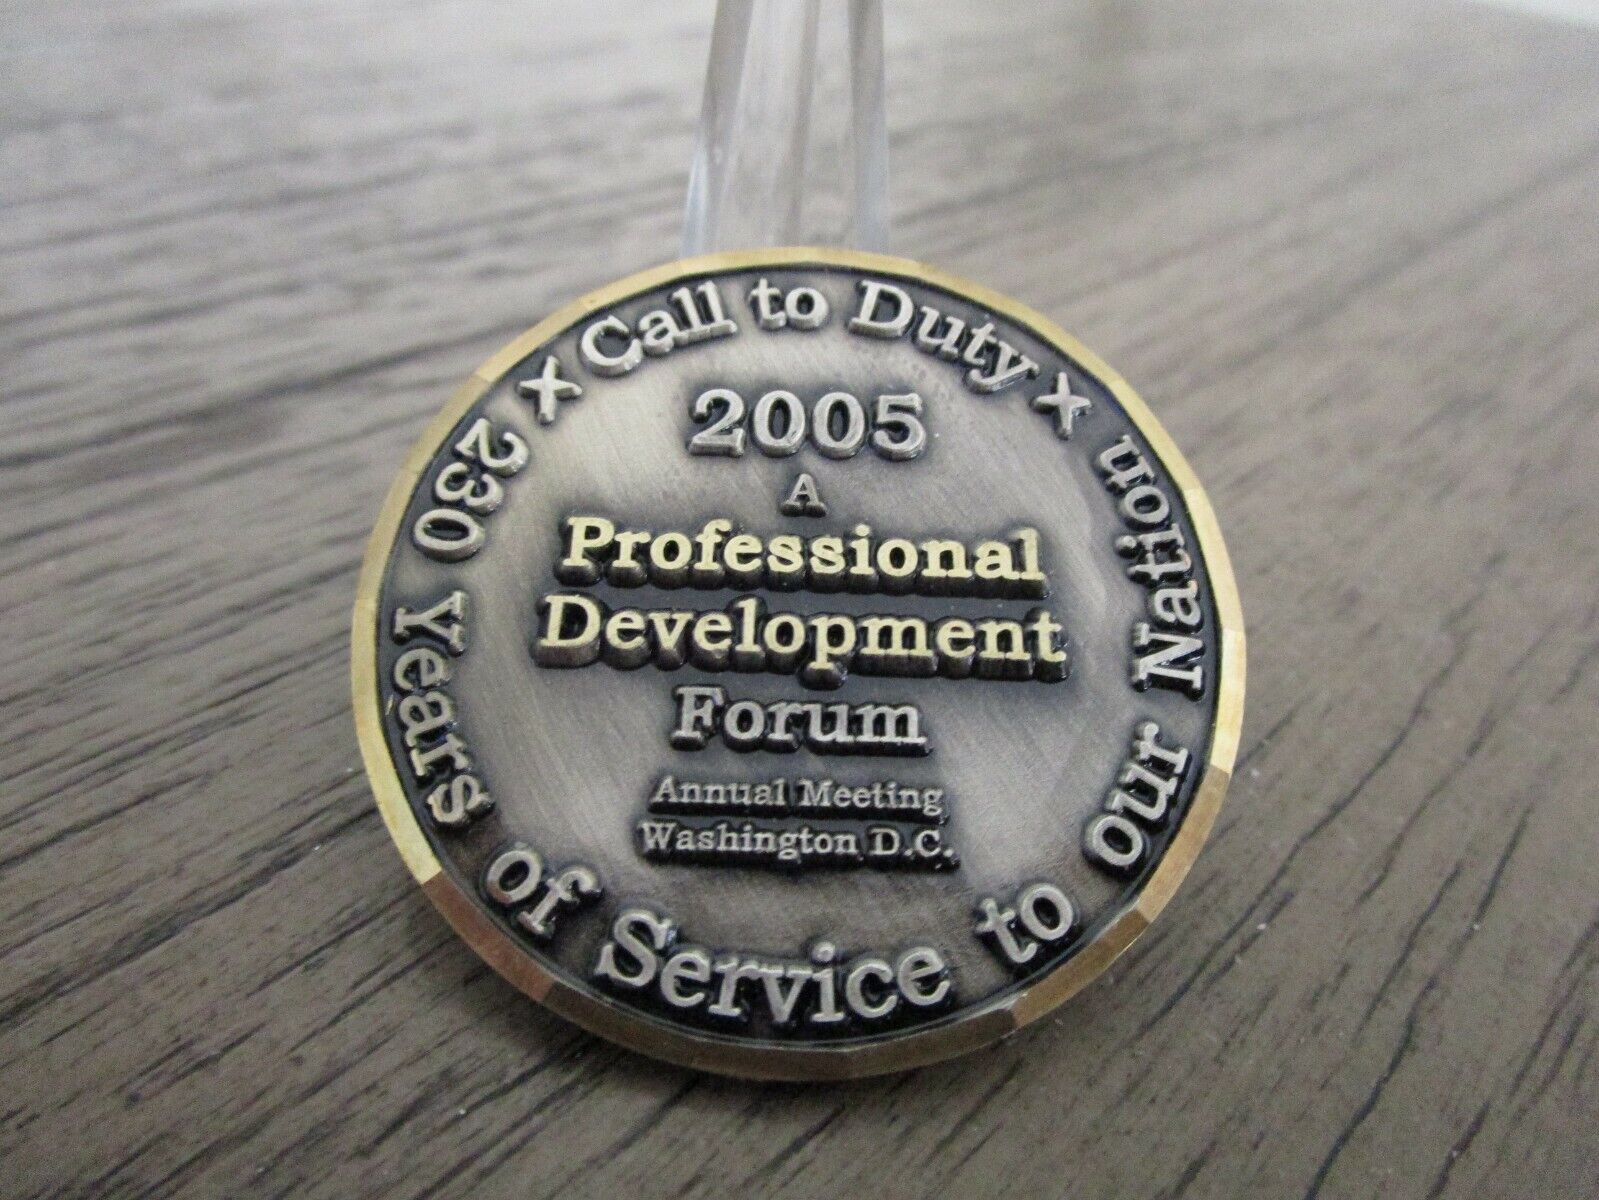 Call to Duty
2005
A
Professional
Development
Forum
Annual Meeting
Washington D.C.
230 Years of Service to our Nation